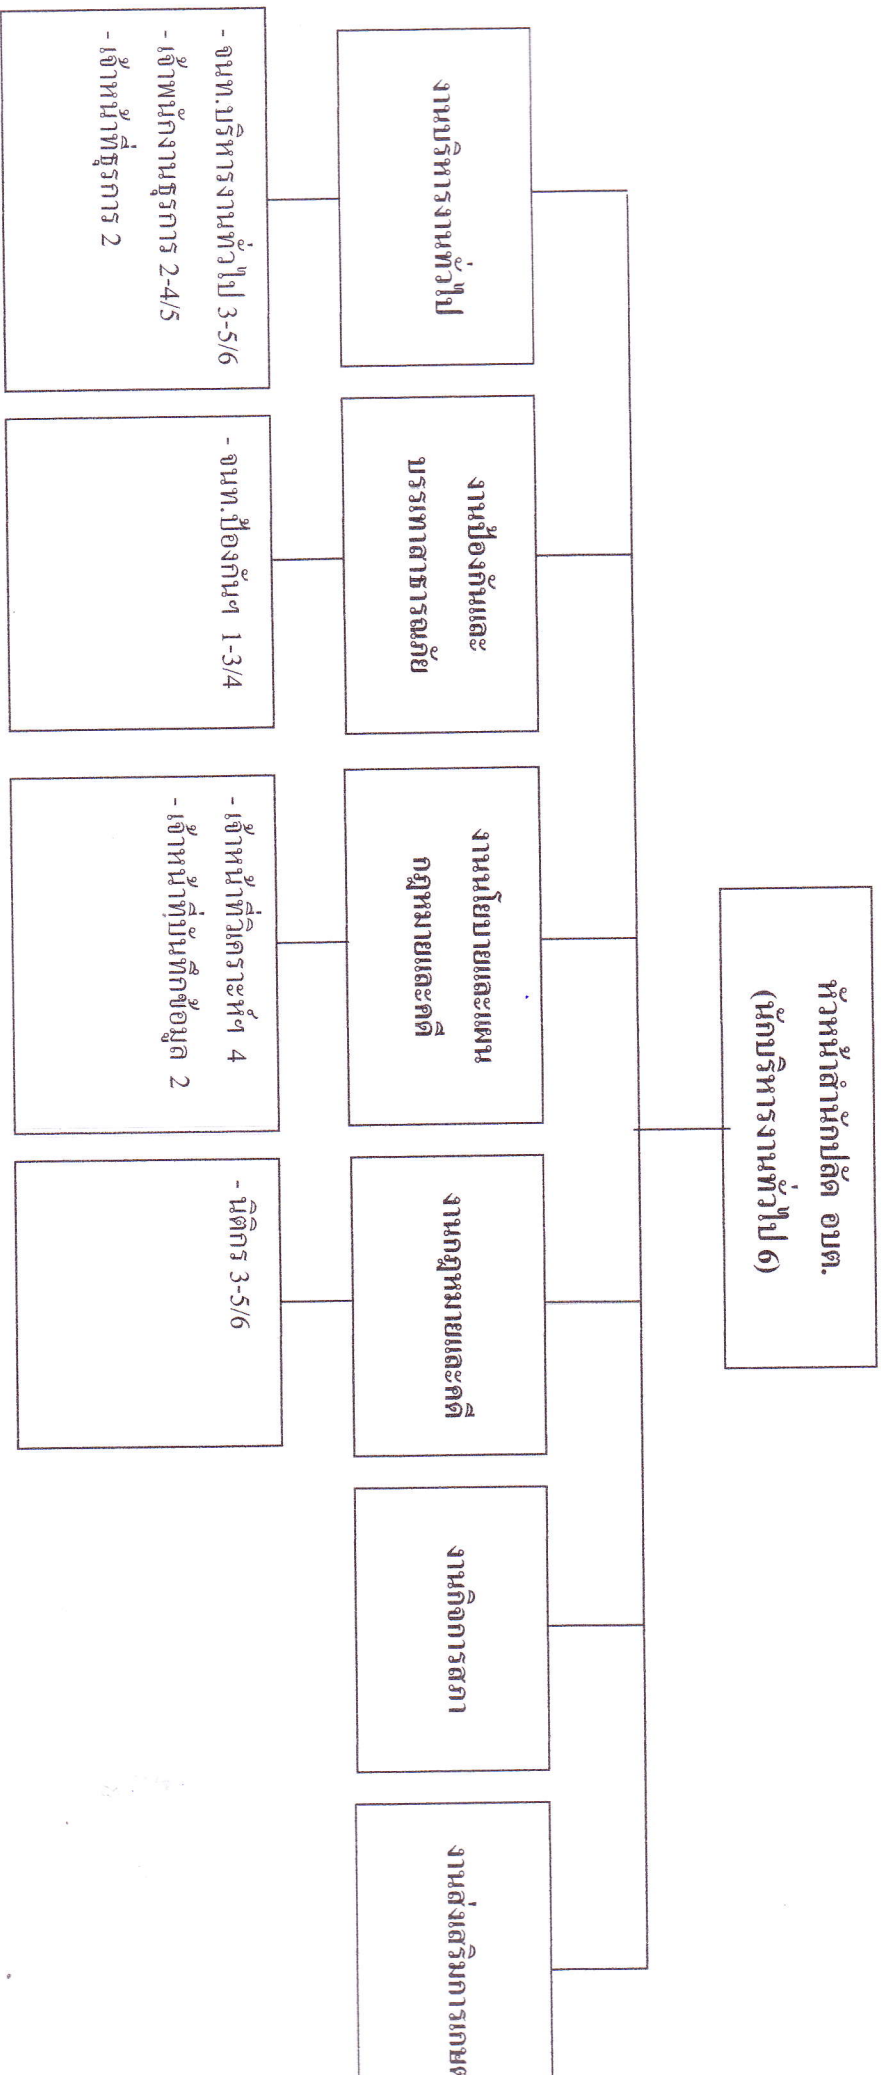 หัวหน้าสำนักปลัด อบต.
(นักบริหารงานทั่วไป 6)
งานบริหารงานทั่วไป
งานป้องกันและ
บรรเทาสาธารณภัย
งานนโยบายและแผน
กฎหมายและคดี
งานกฎหมายและคดี
งานกิจการสภา
งานส่งเสริมการเกษต
- จนท.บริหารงานทั่วไป 3-5/6
- เจ้าพนักงานธุรการ 2-4/5
- เจ้าหน้าที่ธุรการ 2
- จนท.ป้องกันฯ 1-3/4
- เจ้าหน้าที่วิเคราะห์ฯ 4
- เจ้าหน้าที่บันทึกข้อมูล 2
- นิติกร 3-5/6